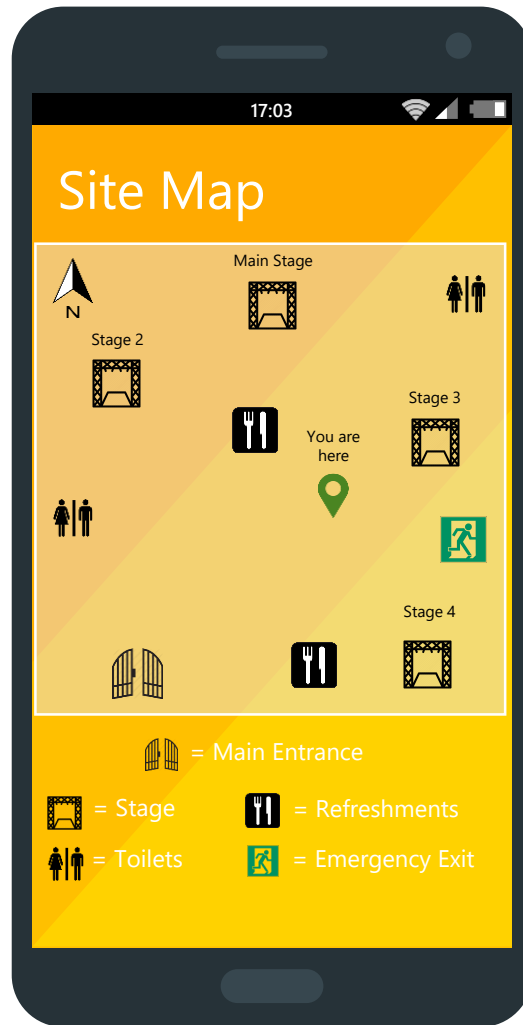 17:03
Site Map
Main Stage
N
Stage 2
Stage 3
You are
here
Stage 4
= Main Entrance
= Stage
= Refreshments
= Toilets
= Emergency Exit